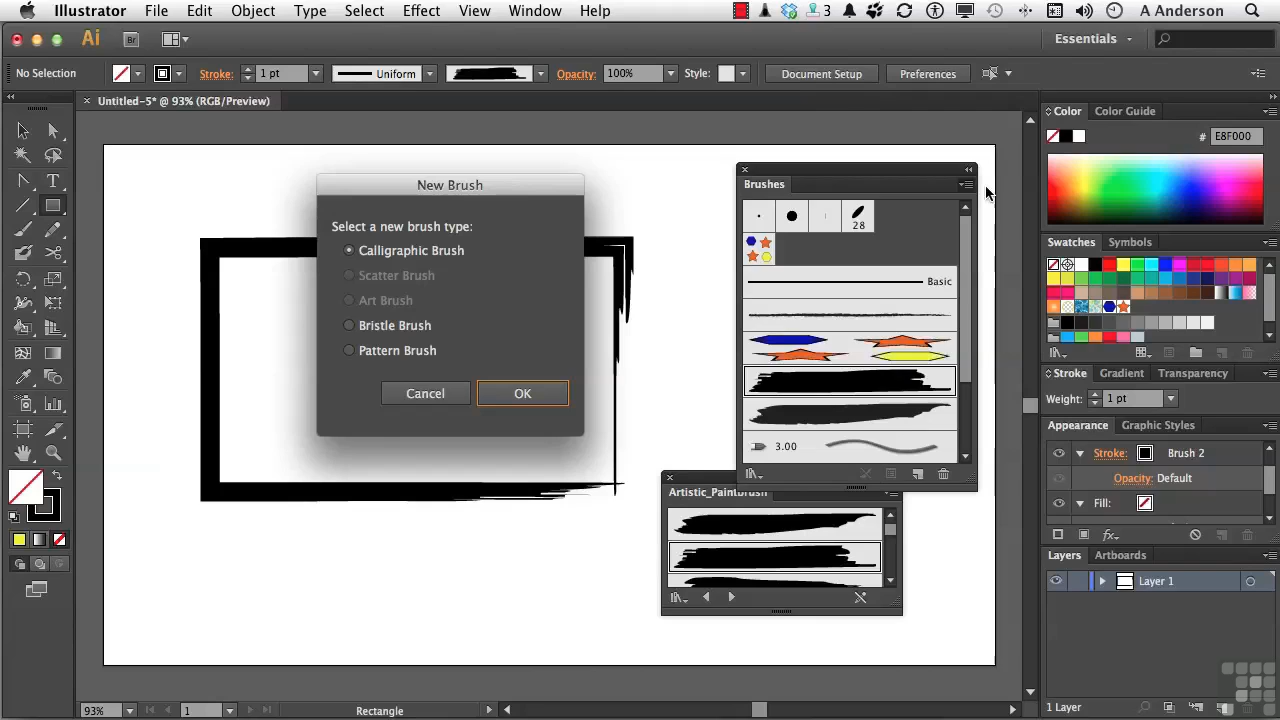 Illustrator File Edit Object Type Select Effect View Window Help 3 A Anderson
Ai Br Essentials
No Selection Stroke: 1 pt Uniform Opacity: 100% Style: Document Setup Preferences
Untitled-5* @ 93% (RGB/Preview)
Color Color Guide
# E8F000
New Brush
Select a new brush type:
Calligraphic Brush
Scatter Brush
Art Brush
Bristle Brush
Pattern Brush
Cancel OK
Brushes
28
Basic
3.00
Artistic_Paintbrush
Swatches Symbols
Stroke Gradient Transparency
Weight: 1 pt
Appearance Graphic Styles
Stroke: Brush 2
Opacity: Default
Fill:
fx
Layers Artboards
Layer 1
1 Layer
93% 1 Rectangle
T